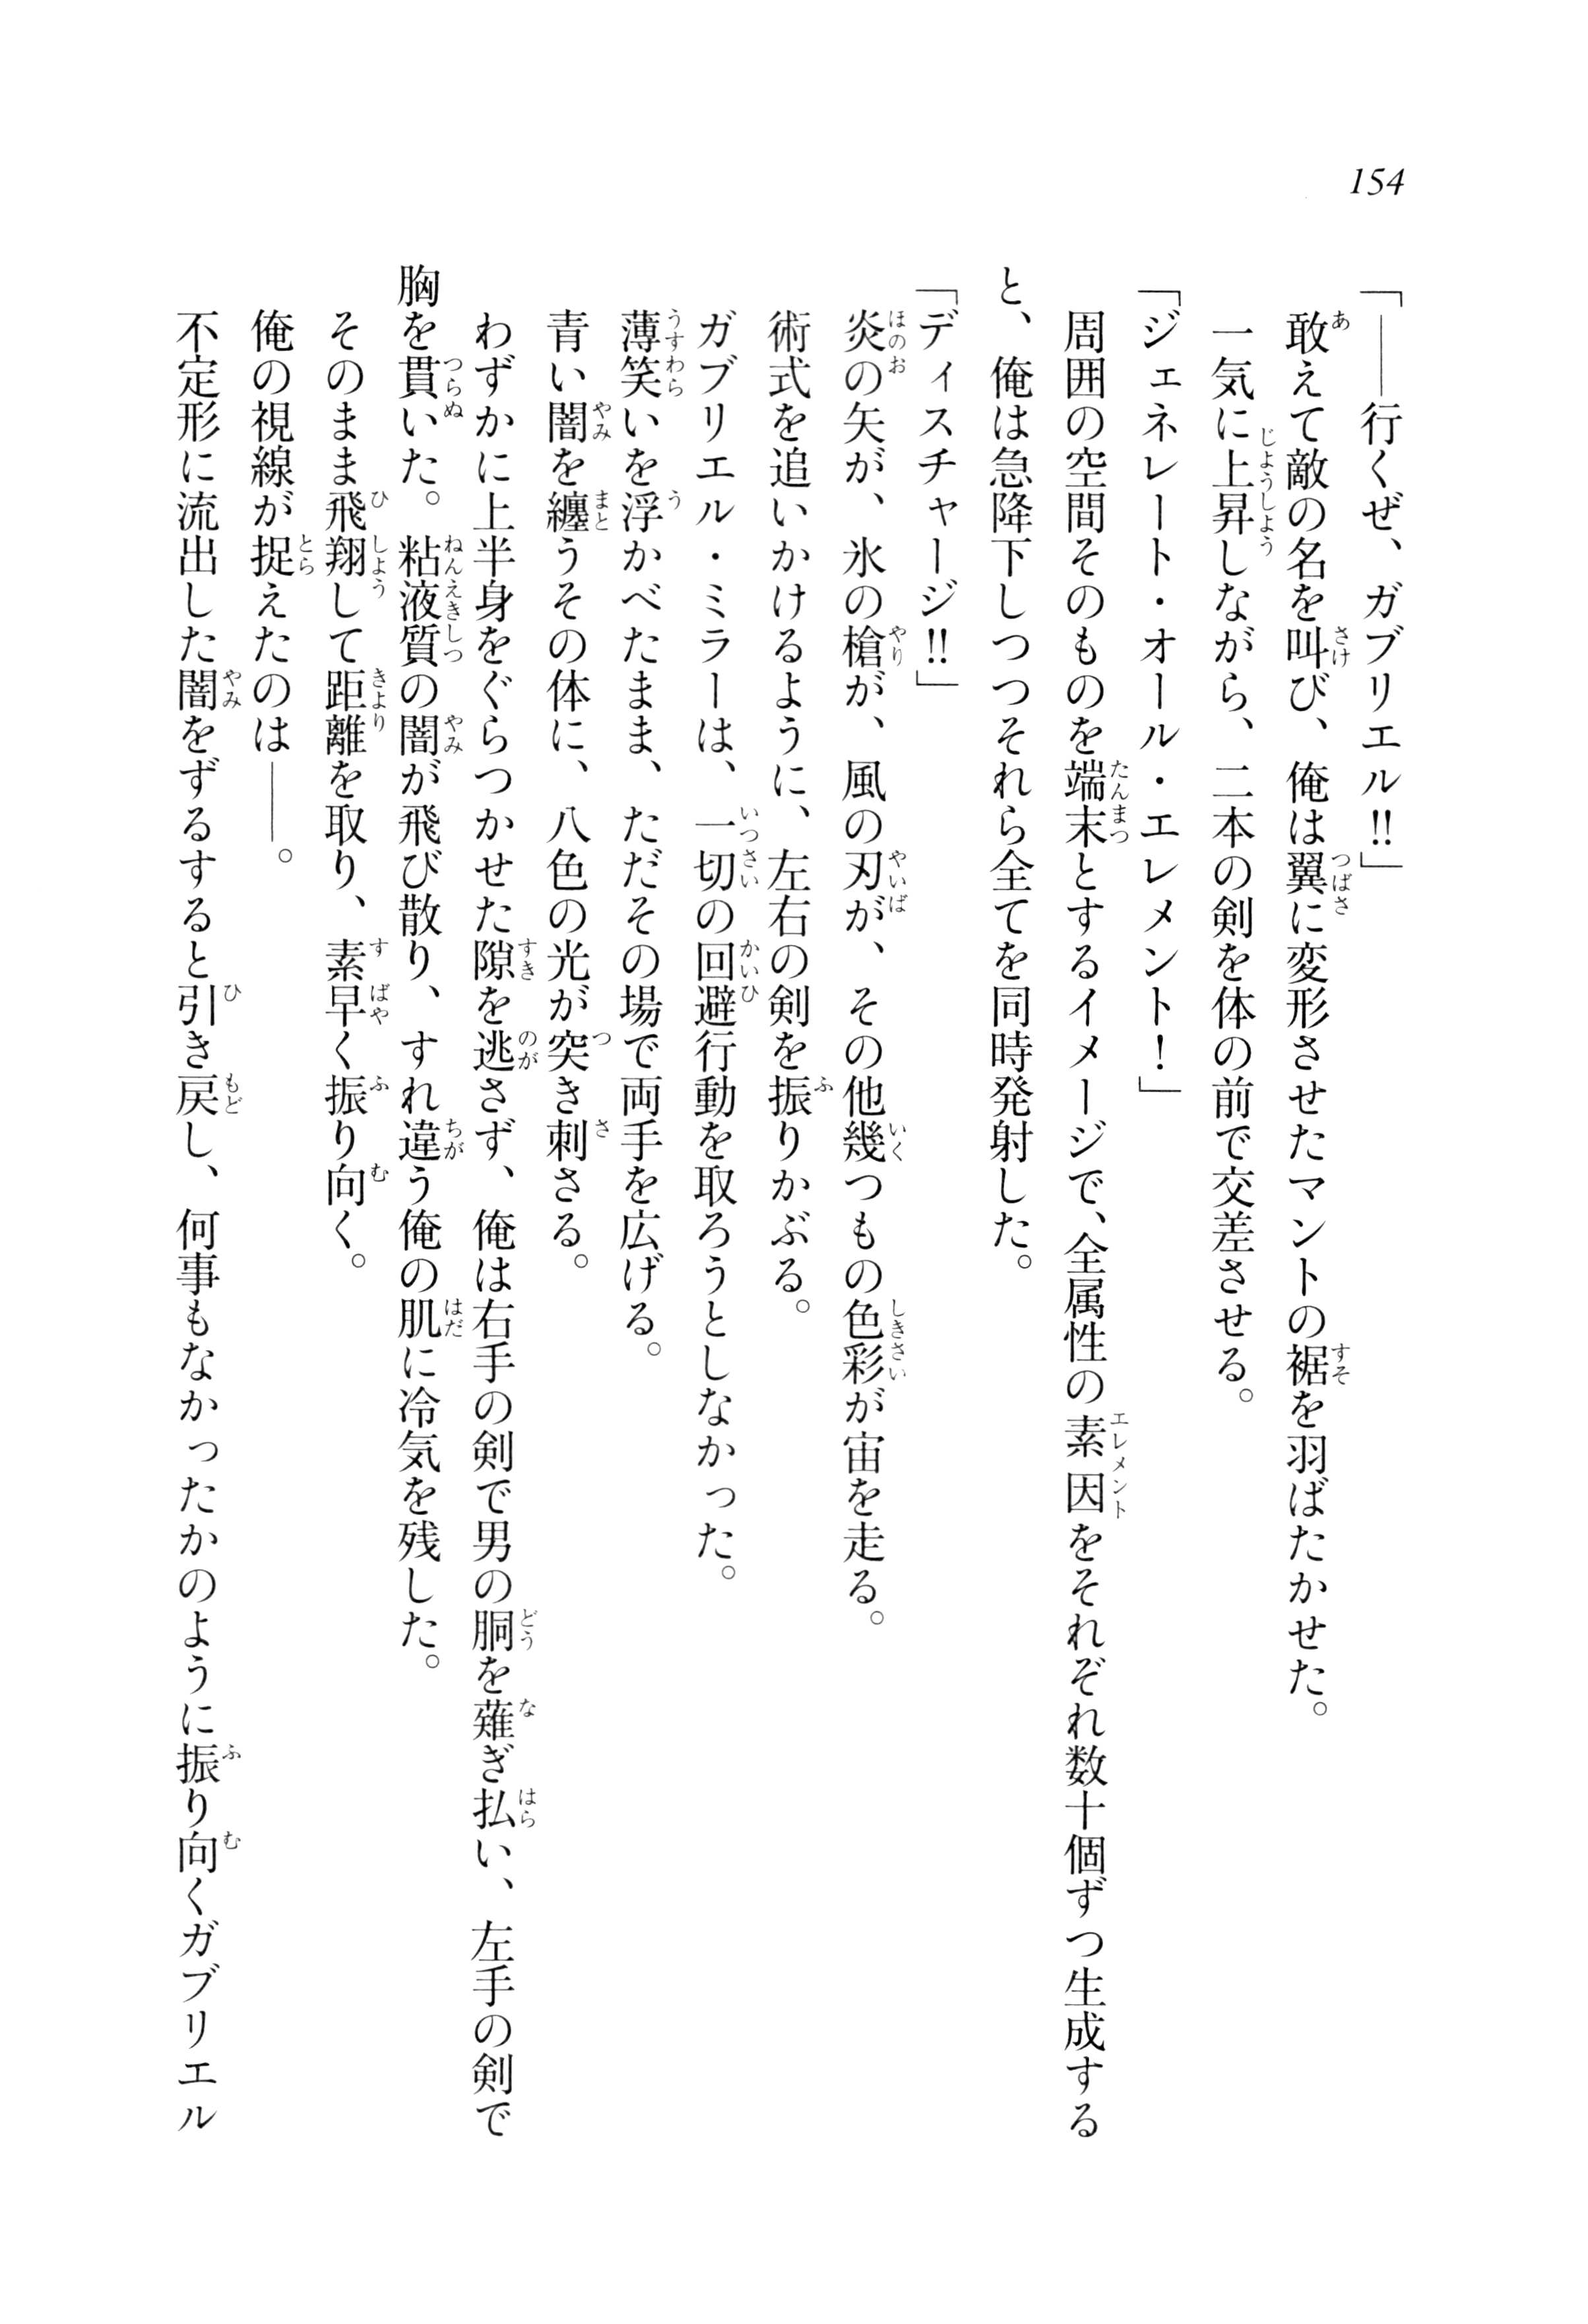 154
「――行くぜ、ガブリエル!!」
　敢えて敵の名を叫び、俺は翼に変形させたマントの裾を羽ばたかせた。
　一気に上昇しながら、二本の剣を体の前で交差させる。
「ジェネレート・オール・エレメント!」
　周囲の空間そのものを端末とするイメージで、全属性の素因をそれぞれ数十個ずつ生成する
と、俺は急降下しつつそれら全てを同時発射した。
「ディスチャージ!!」
　炎の矢が、氷の槍が、風の刃が、その他幾つもの色彩が宙を走る。
　術式を追いかけるように、左右の剣を振りかぶる。
　ガブリエル・ミラーは、一切の回避行動を取ろうとしなかった。
　薄笑いを浮かべたまま、ただその場で両手を広げる。
　青い闇を纏うその体に、八色の光が突き刺さる。
　わずかに上半身をぐらつかせた隙を逃さず、俺は右手の剣で男の胴を薙ぎ払い、左手の剣で
胸を貫いた。粘液質の闇が飛び散り、すれ違う俺の肌に冷気を残した。
　そのまま飛翔して距離を取り、素早く振り向く。
　俺の視線が捉えたのは――。
　不定形に流出した闇をずるずると引き戻し、何事もなかったかのように振り向くガブリエル